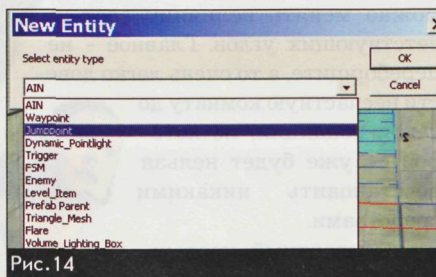 New Entity
Select entity type
OK
AIN
Cancel
AIN
Waypoint
Jumppoint
Dynamic_Pointlight
Trigger
FSM
Enemy
Level_Item
Prefab Parent
Triangle_Mesh
Flare
Volume_Lighting_Box
Рис.14